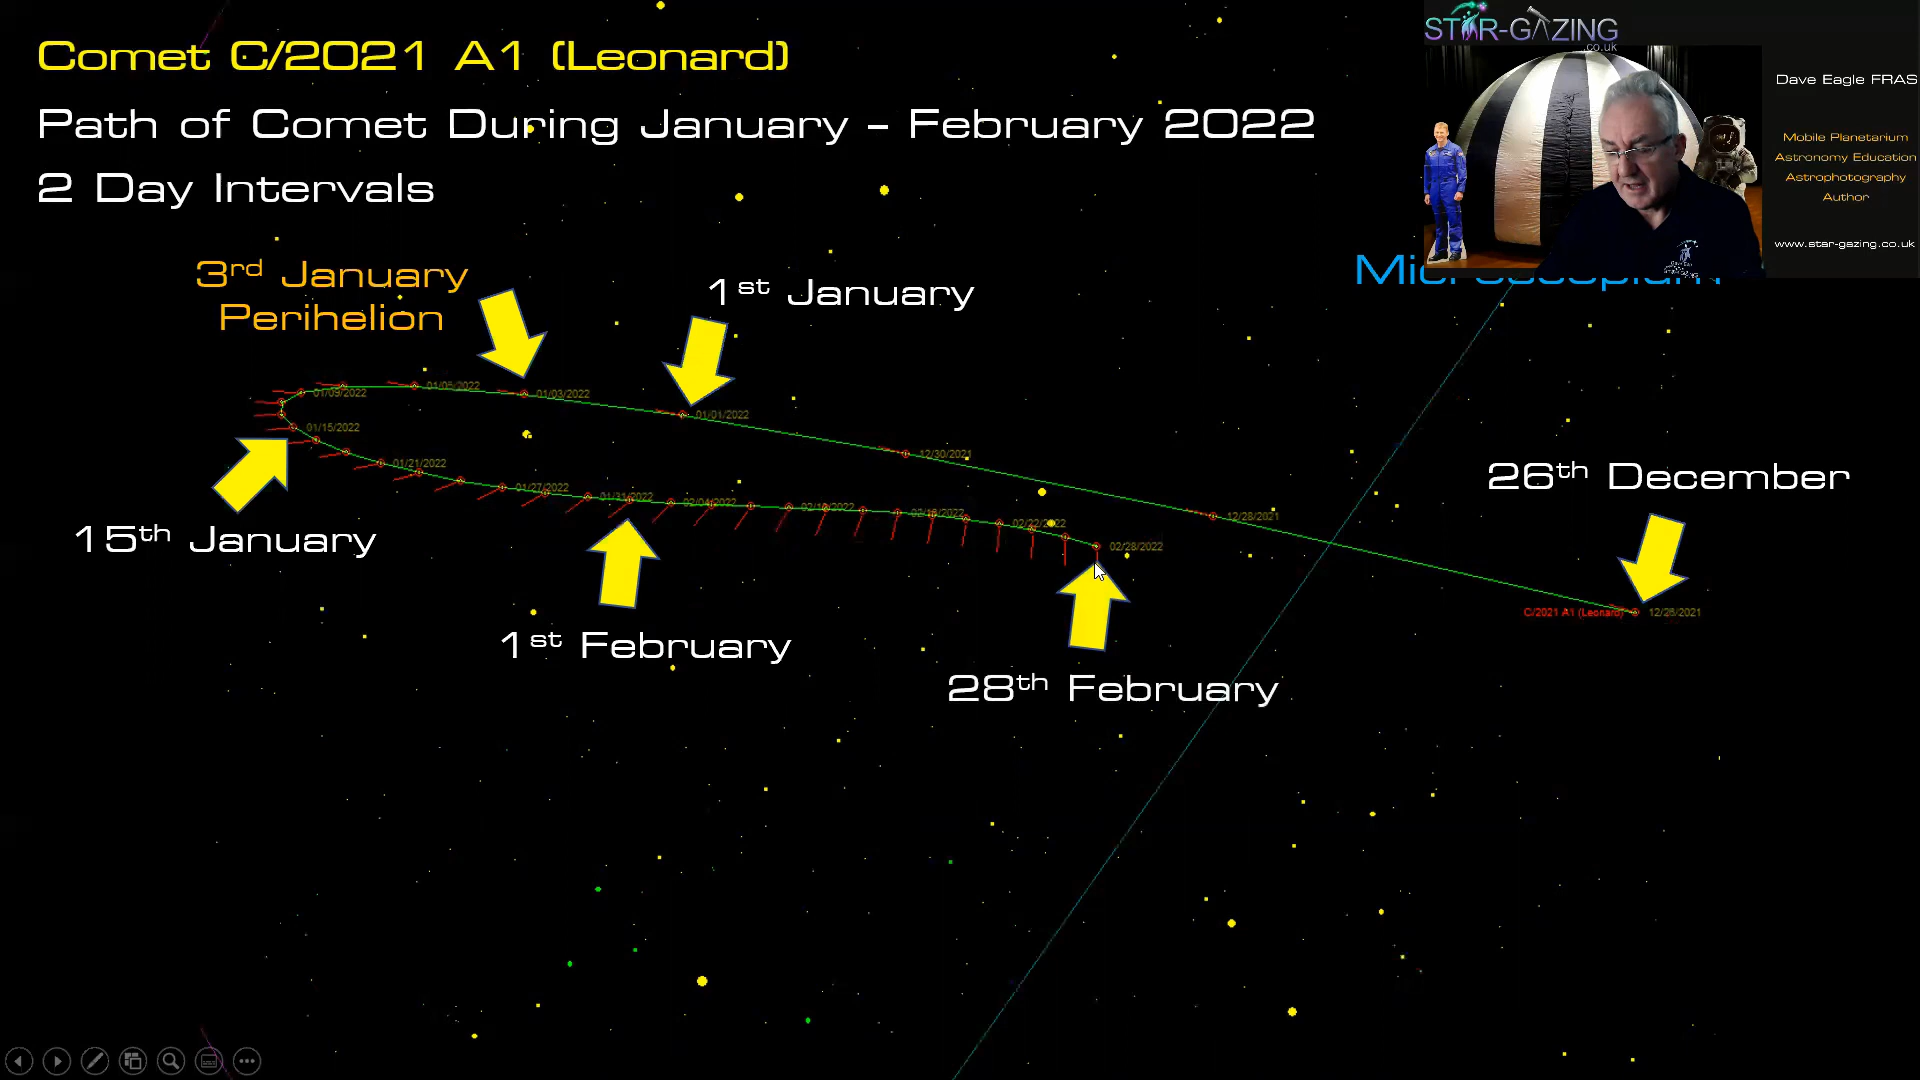 Comet C/2021 A1 (Leonard)
Path of Comet During January – February 2022
2 Day Intervals
STAR-GAZING
.co.uk
Dave Eagle FRAS
Mobile Planetarium
Astronomy Education
Astrophotography
Author
www.star-gazing.co.uk
Microscopium
3rd January
Perihelion
1st January
01/09/2022
01/05/2022
01/03/2022
01/01/2022
01/15/2022
12/30/2021
01/21/2022
26th December
01/27/2022
01/31/2022
02/04/2022
02/22/2022
12/28/2021
15th January
02/28/2022
C/2021 A1 (Leonard)
12/26/2021
1st February
28th February